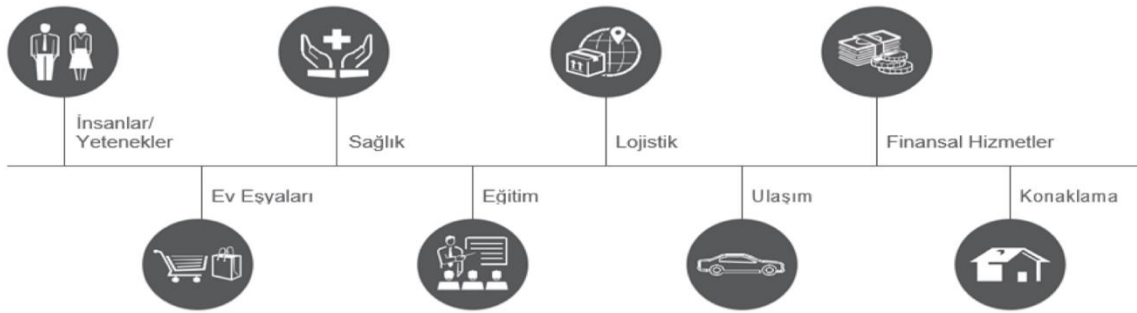 İnsanlar/
Yetenekler
Sağlık
Lojistik
Finansal Hizmetler
Ev Eşyaları
Eğitim
Ulaşım
Konaklama